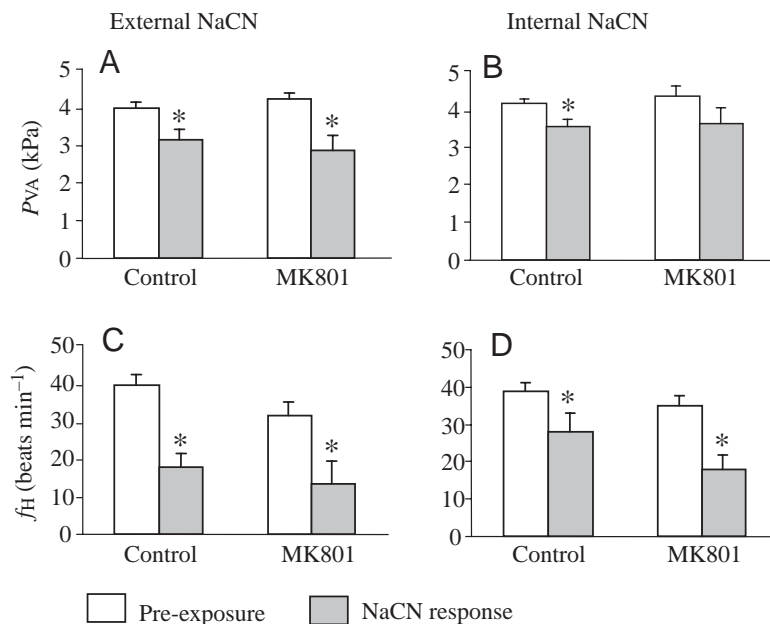 External NaCN
Internal NaCN
A
PVA (kPa)
5
4
3
2
1
0
*
*
Control
MK801
B
5
4
3
2
1
0
*
Control
MK801
C
fH (beats min⁻¹)
50
40
30
20
10
0
*
*
Control
MK801
D
50
40
30
20
10
0
*
*
Control
MK801
Pre-exposure
NaCN response